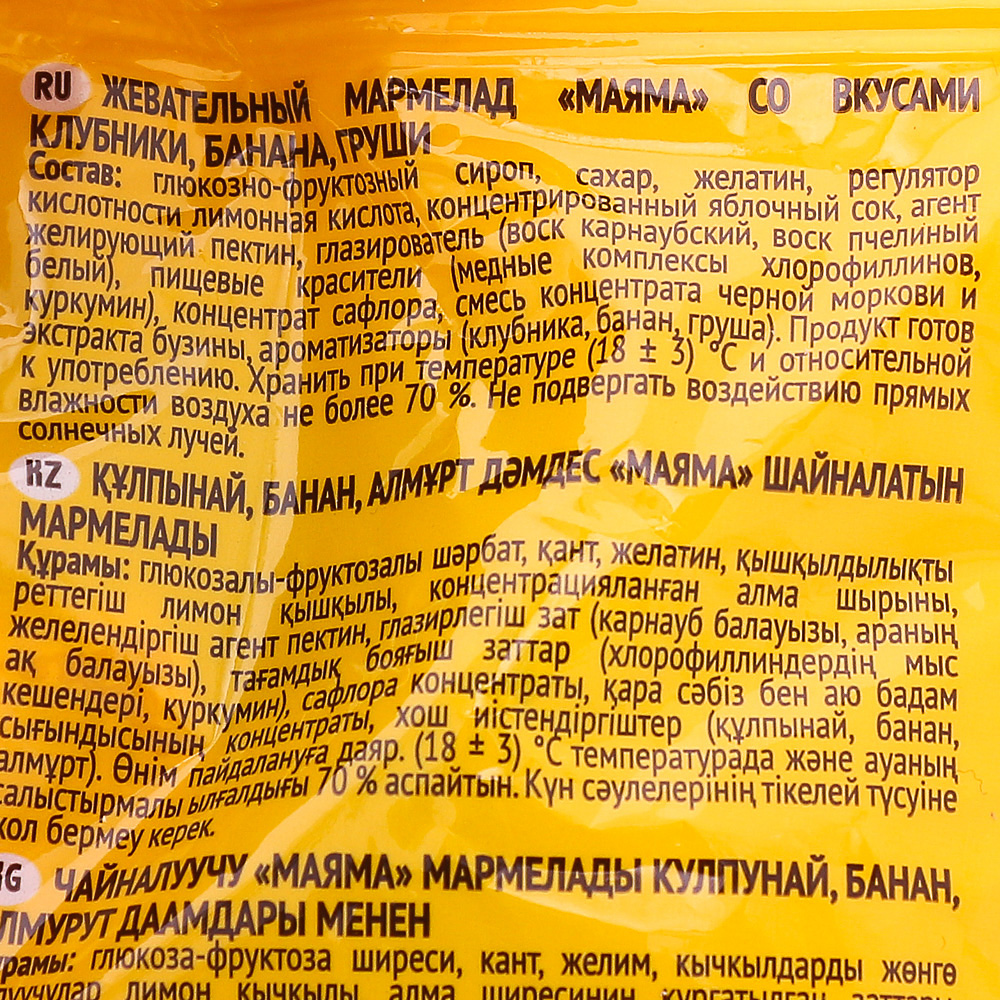 RU ЖЕВАТЕЛЬНЫЙ МАРМЕЛАД «МАЯМА» СО ВКУСАМИ
КЛУБНИКИ, БАНАНА, ГРУШИ
Состав: глюкозно-фруктозный сироп, сахар, желатин, регулятор
кислотности лимонная кислота, концентрированный яблочный сок, агент
желирующий пектин, глазирователь (воск карнаубский, воск пчелиный
белый), пищевые красители (медные комплексы хлорофиллинов,
куркумин), концентрат сафлора, смесь концентрата черной моркови и
экстракта бузины, ароматизаторы (клубника, банан, груша). Продукт готов
к употреблению. Хранить при температуре (18 ± 3) °С и относительной
влажности воздуха не более 70 %. Не подвергать воздействию прямых
солнечных лучей.
KZ ҚҰЛПЫНАЙ, БАНАН, АЛМҰРТ ДӘМДЕС «МАЯМА» ШАЙНАЛАТЫН
МАРМЕЛАДЫ
Құрамы: глюкозалы-фруктозалы шәрбат, қант, желатин, қышқылдылықты
реттегіш лимон қышқылы, концентрацияланған алма шырыны,
желелендіргіш агент пектин, глазирлегіш зат (карнауб балауызы, араның
ақ балауызы), тағамдық бояғыш заттар (хлорофиллиндердің мыс
кешендері, куркумин), сафлора концентраты, қара сәбіз бен аю бадам
сығындысының концентраты, хош иістендіргіштер (құлпынай, банан,
алмұрт). Өнім пайдалануға даяр. (18 ± 3) °С температурада және ауаның
салыстырмалы ылғалдығы 70 % аспайтын. Күн сәулелерінің тікелей түсуіне
жол бермеу керек.
KG ЧАЙНАЛУУЧУ «МАЯМА» МАРМЕЛАДЫ КУЛПУНАЙ, БАНАН,
АЛМУРУТ ДААМДАРЫ МЕНЕН
Курамы: глюкоза-фруктоза ширеси, кант, желим, кычкылдарды жөнгө
лимон кычкылы, алма ширесинин кургатылган